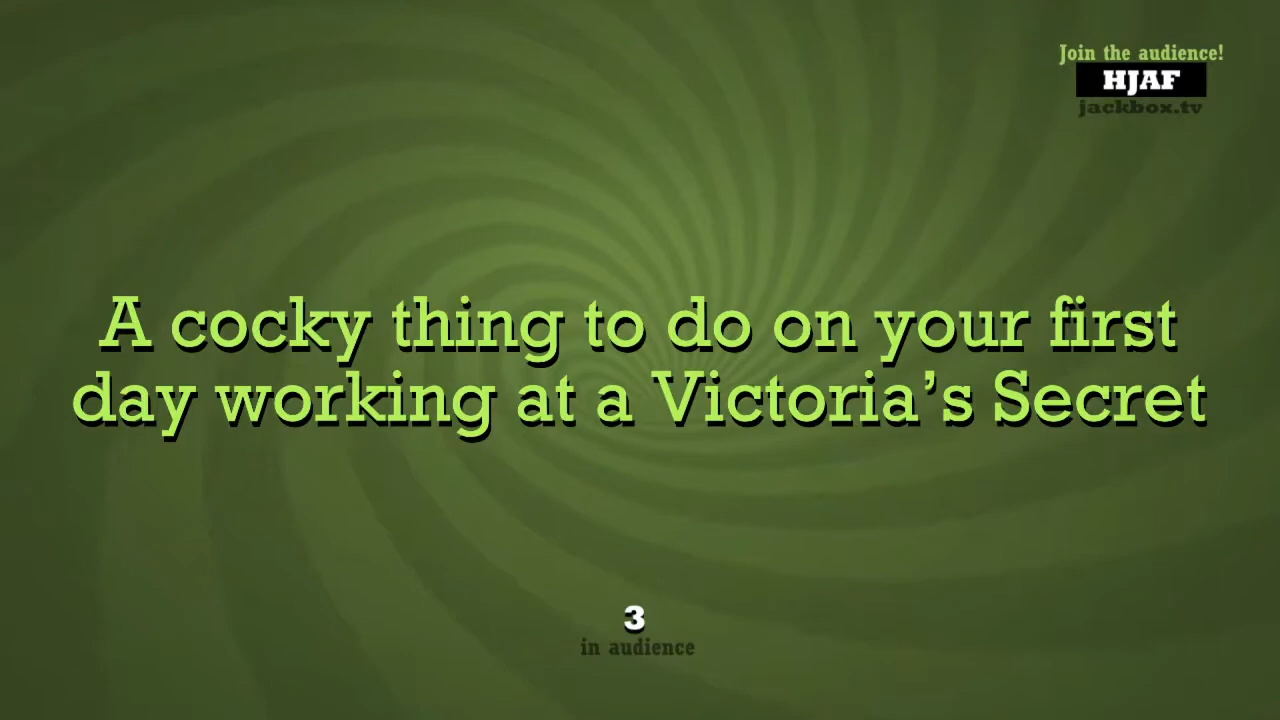 Join the audience!
HJAF
jackbox.tv
A cocky thing to do on your first
day working at a Victoria’s Secret
3
in audience